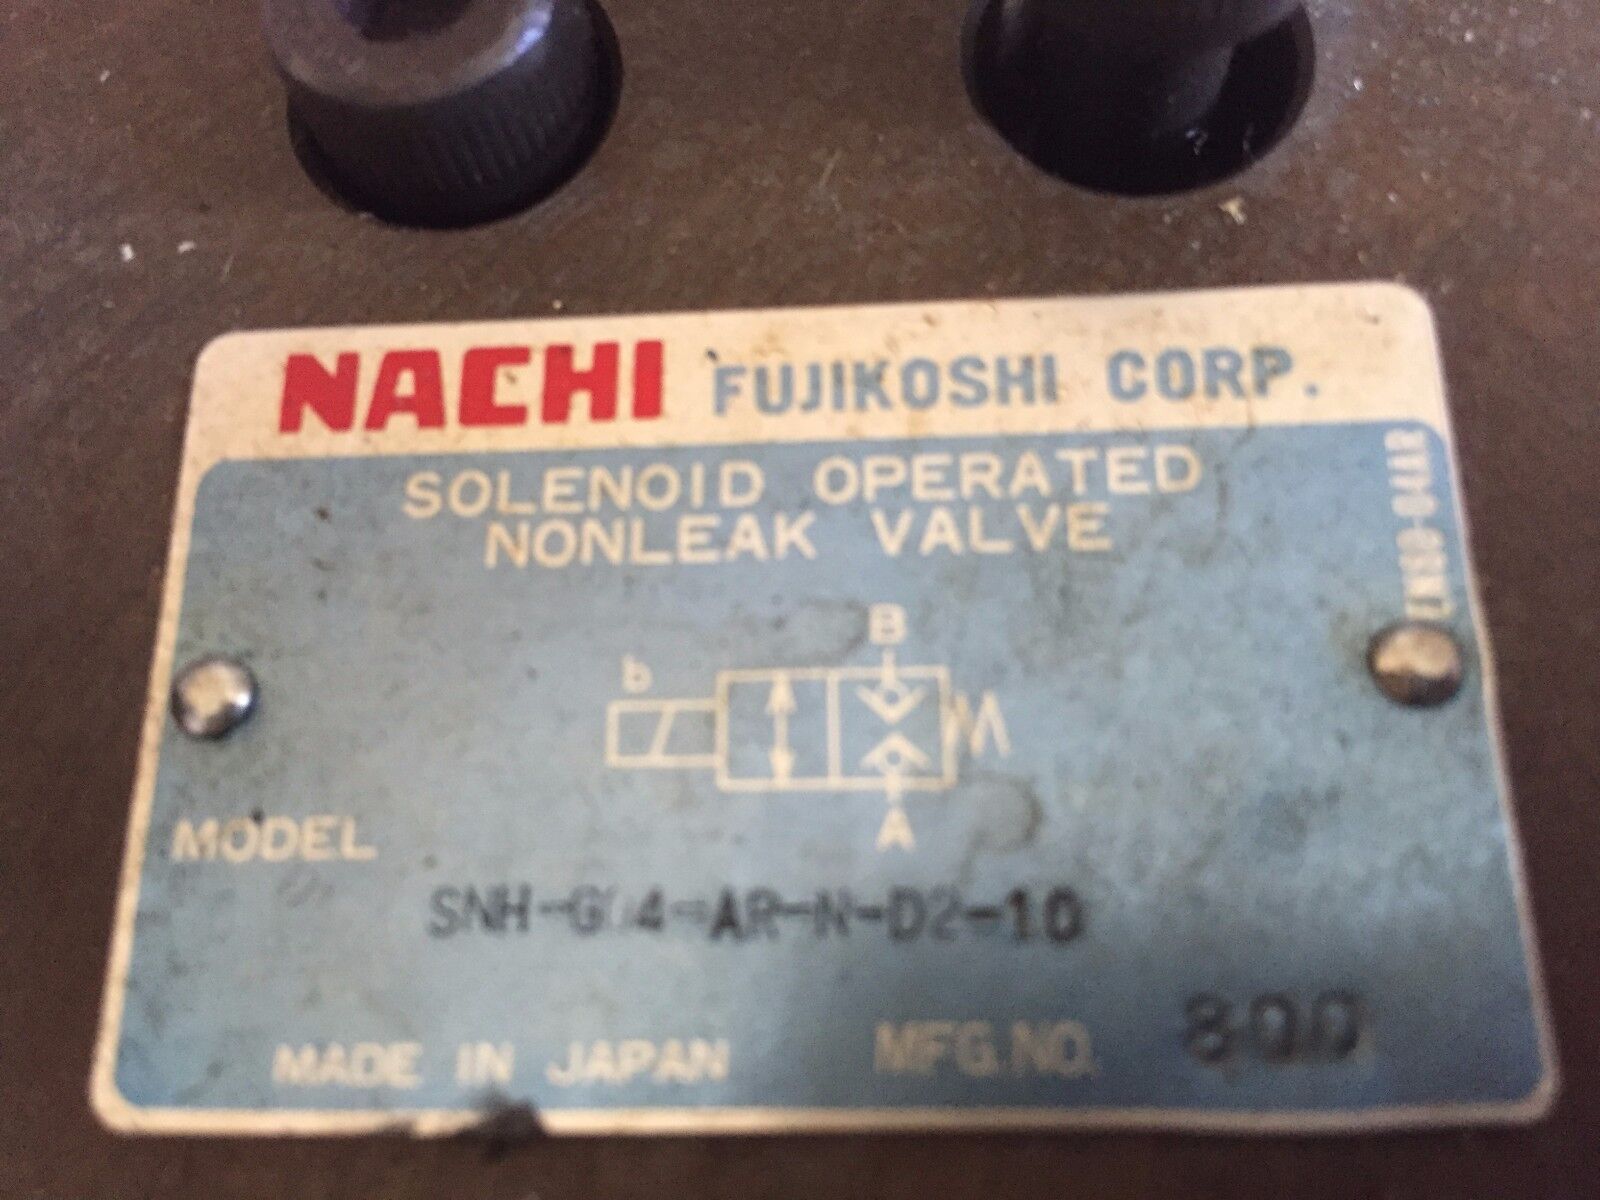 NACHI FUJIKOSHI CORP.
SOLENOID OPERATED
NONLEAK VALVE
b
B
A
MODEL
SNH-G04-AR-N-D2-10
MADE IN JAPAN
MFG.NO. 800